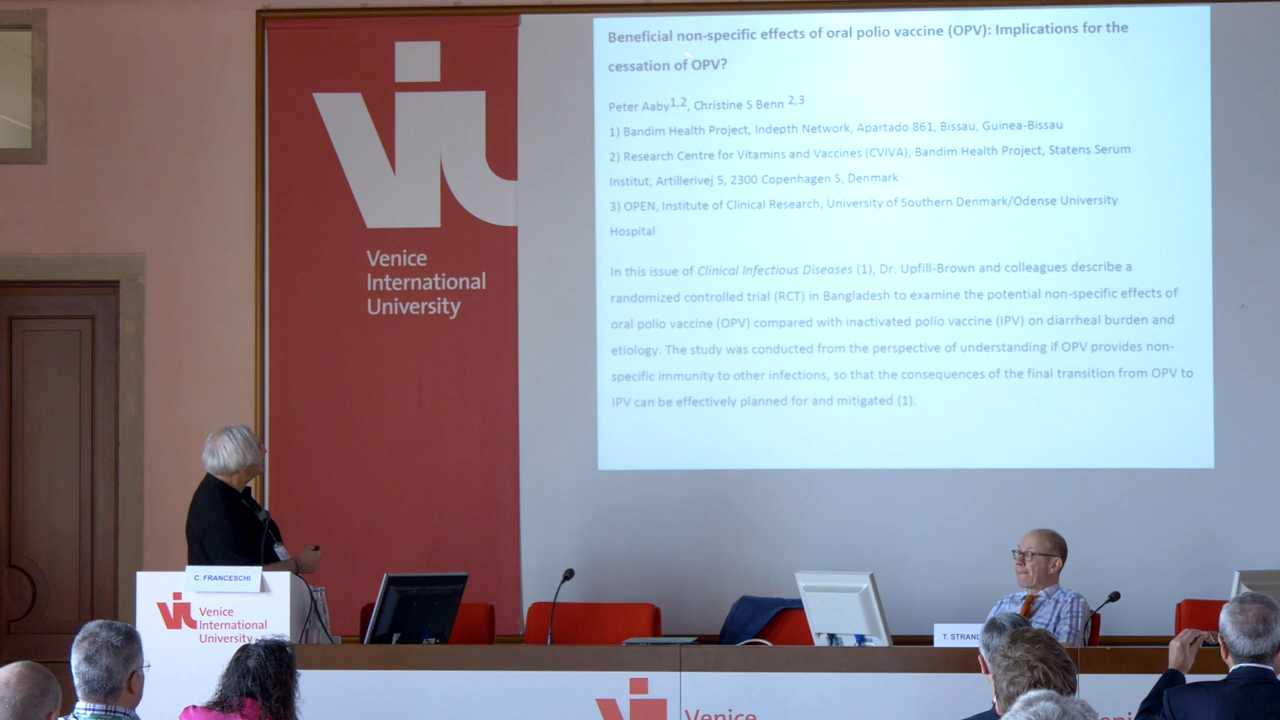 Beneficial non-specific effects of oral polio vaccine (OPV): Implications for the
cessation of OPV?
Peter Aaby1,2, Christine S Benn 2,3
1) Bandim Health Project, Indepth Network, Apartado 861, Bissau, Guinea-Bissau
2) Research Centre for Vitamins and Vaccines (CVIVA), Bandim Health Project, Statens Serum
Institut, Artillerivej 5, 2300 Copenhagen S, Denmark
3) OPEN, Institute of Clinical Research, University of Southern Denmark/Odense University
Hospital
In this issue of Clinical Infectious Diseases (1), Dr. Upfill-Brown and colleagues describe a
randomized controlled trial (RCT) in Bangladesh to examine the potential non-specific effects of
oral polio vaccine (OPV) compared with inactivated polio vaccine (IPV) on diarrheal burden and
etiology. The study was conducted from the perspective of understanding if OPV provides non-
specific immunity to other infections, so that the consequences of the final transition from OPV to
IPV can be effectively planned for and mitigated (1).
viu
Venice
International
University
C. FRANCESCHI
viu
Venice
International
University
T. STRAND
viu
Venice